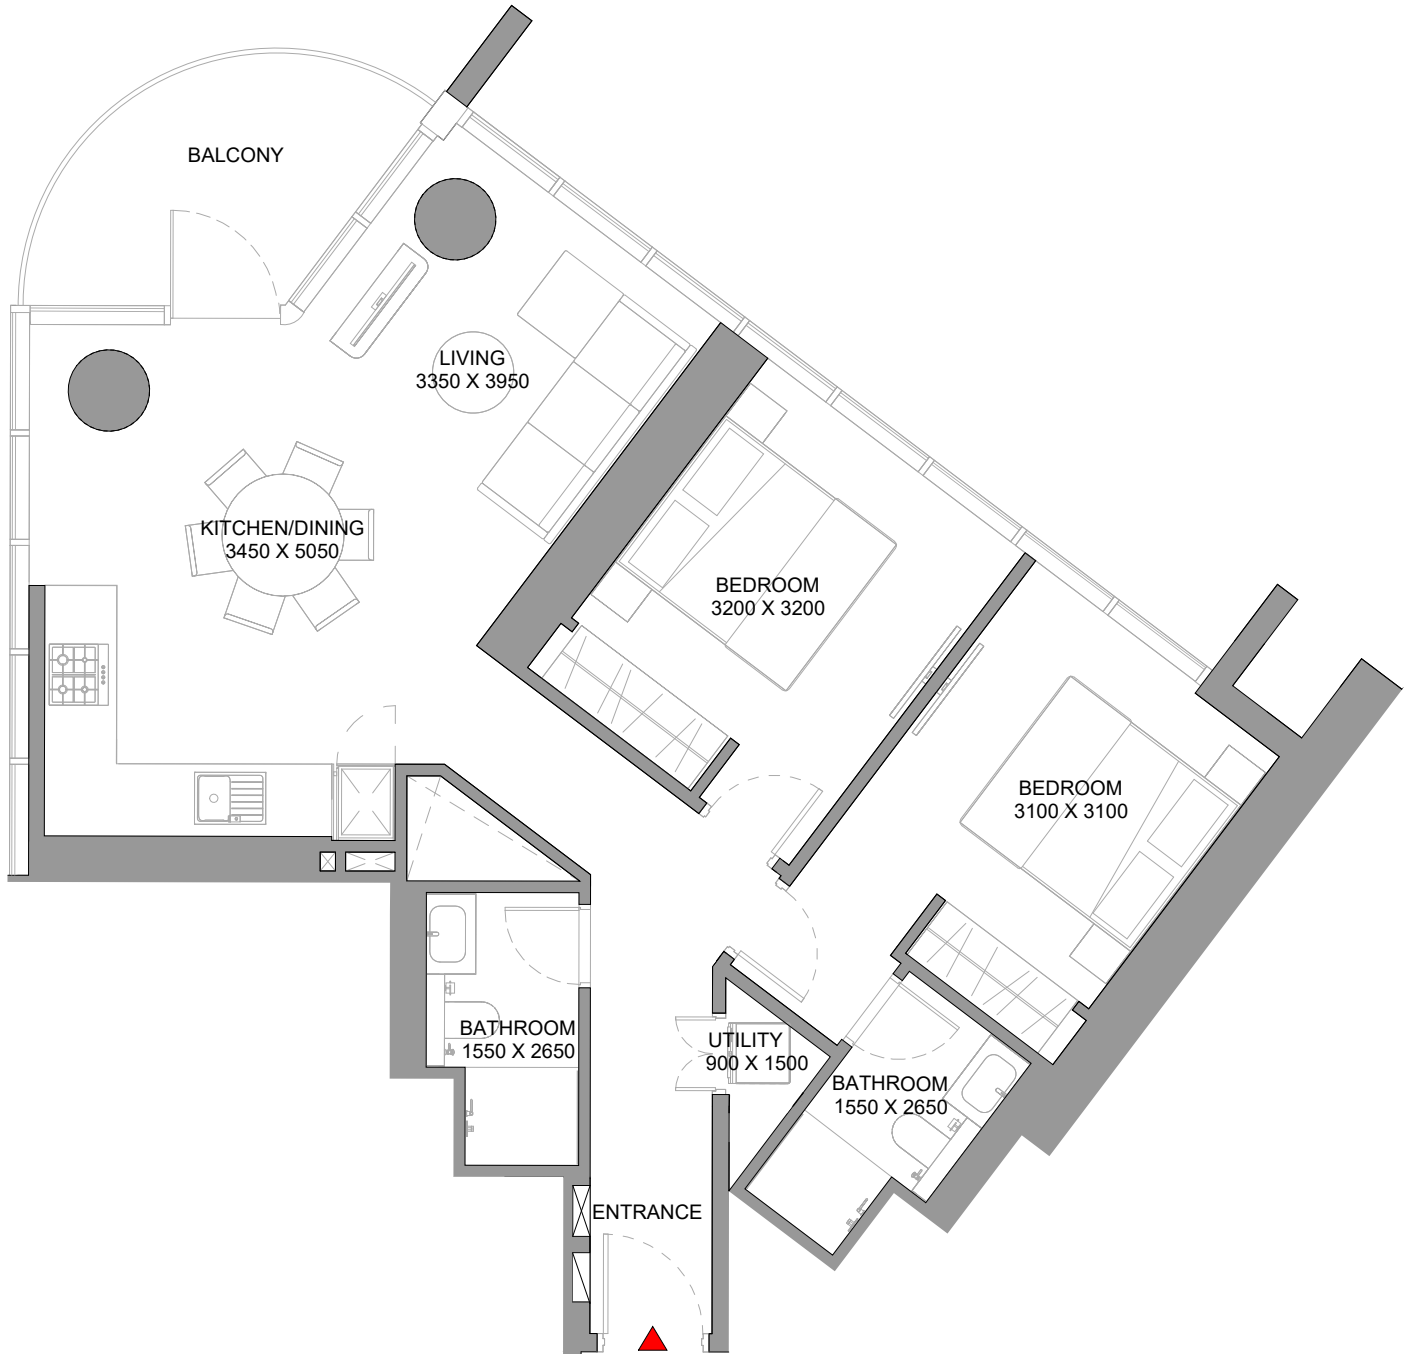 BALCONY
LIVING
3350 X 3950
KITCHEN/DINING
3450 X 5050
BEDROOM
3200 X 3200
BEDROOM
3100 X 3100
BATHROOM
1550 X 2650
UTILITY
900 X 1500
BATHROOM
1550 X 2650
ENTRANCE